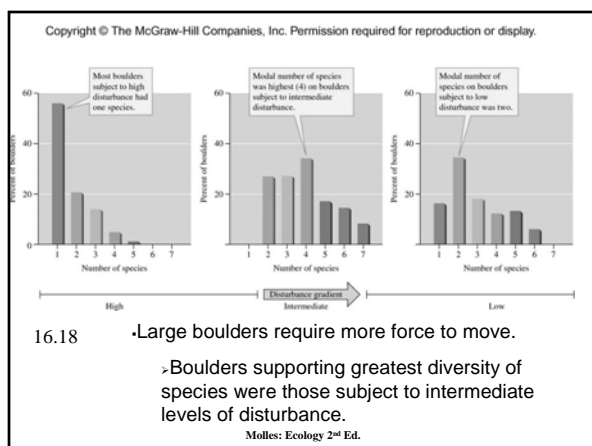 Copyright © The McGraw-Hill Companies, Inc. Permission required for reproduction or display.
Most boulders
subject to high
disturbance had
one species.
60
40
20
0
Percent of boulders
1 2 3 4 5 6 7
Number of species
Modal number of species
was highest (4) on boulders
subject to intermediate
disturbance.
60
40
20
Percent of boulders
1 2 3 4 5 6 7
Number of species
Modal number of
species on boulders
subject to low
disturbance was two.
60
40
20
0
Percent of boulders
1 2 3 4 5 6 7
Number of species
Disturbance gradient
High
Intermediate
Low
16.18
•Large boulders require more force to move.
➢Boulders supporting greatest diversity of
species were those subject to intermediate
levels of disturbance.
Molles: Ecology 2nd Ed.